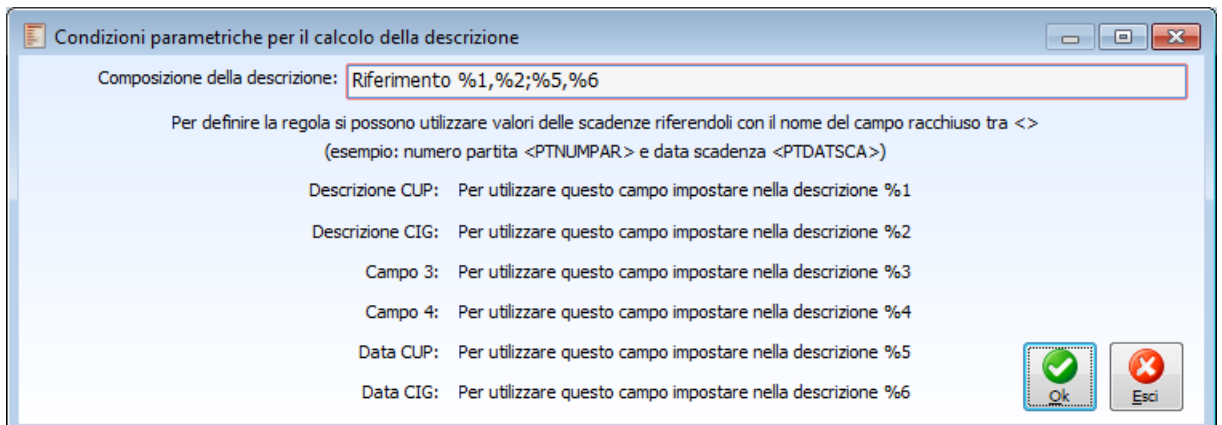 Condizioni parametriche per il calcolo della descrizione
Composizione della descrizione: Riferimento %1,%2;%5,%6
Per definire la regola si possono utilizzare valori delle scadenze riferendoli con il nome del campo racchiuso tra <>
(esempio: numero partita <PTNUMPAR> e data scadenza <PTDATSCA>)
Descrizione CUP: Per utilizzare questo campo impostare nella descrizione %1
Descrizione CIG: Per utilizzare questo campo impostare nella descrizione %2
Campo 3: Per utilizzare questo campo impostare nella descrizione %3
Campo 4: Per utilizzare questo campo impostare nella descrizione %4
Data CUP: Per utilizzare questo campo impostare nella descrizione %5
Data CIG: Per utilizzare questo campo impostare nella descrizione %6
Ok Esci